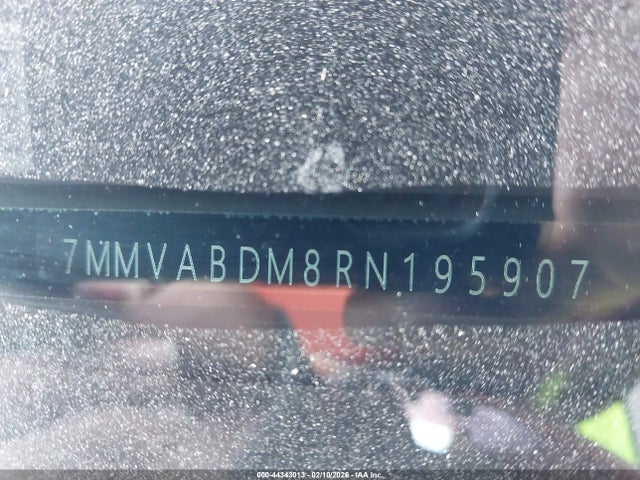 7MMVABDM8RN195907
000-44343013 - 02/10/2026 - IAA Inc.